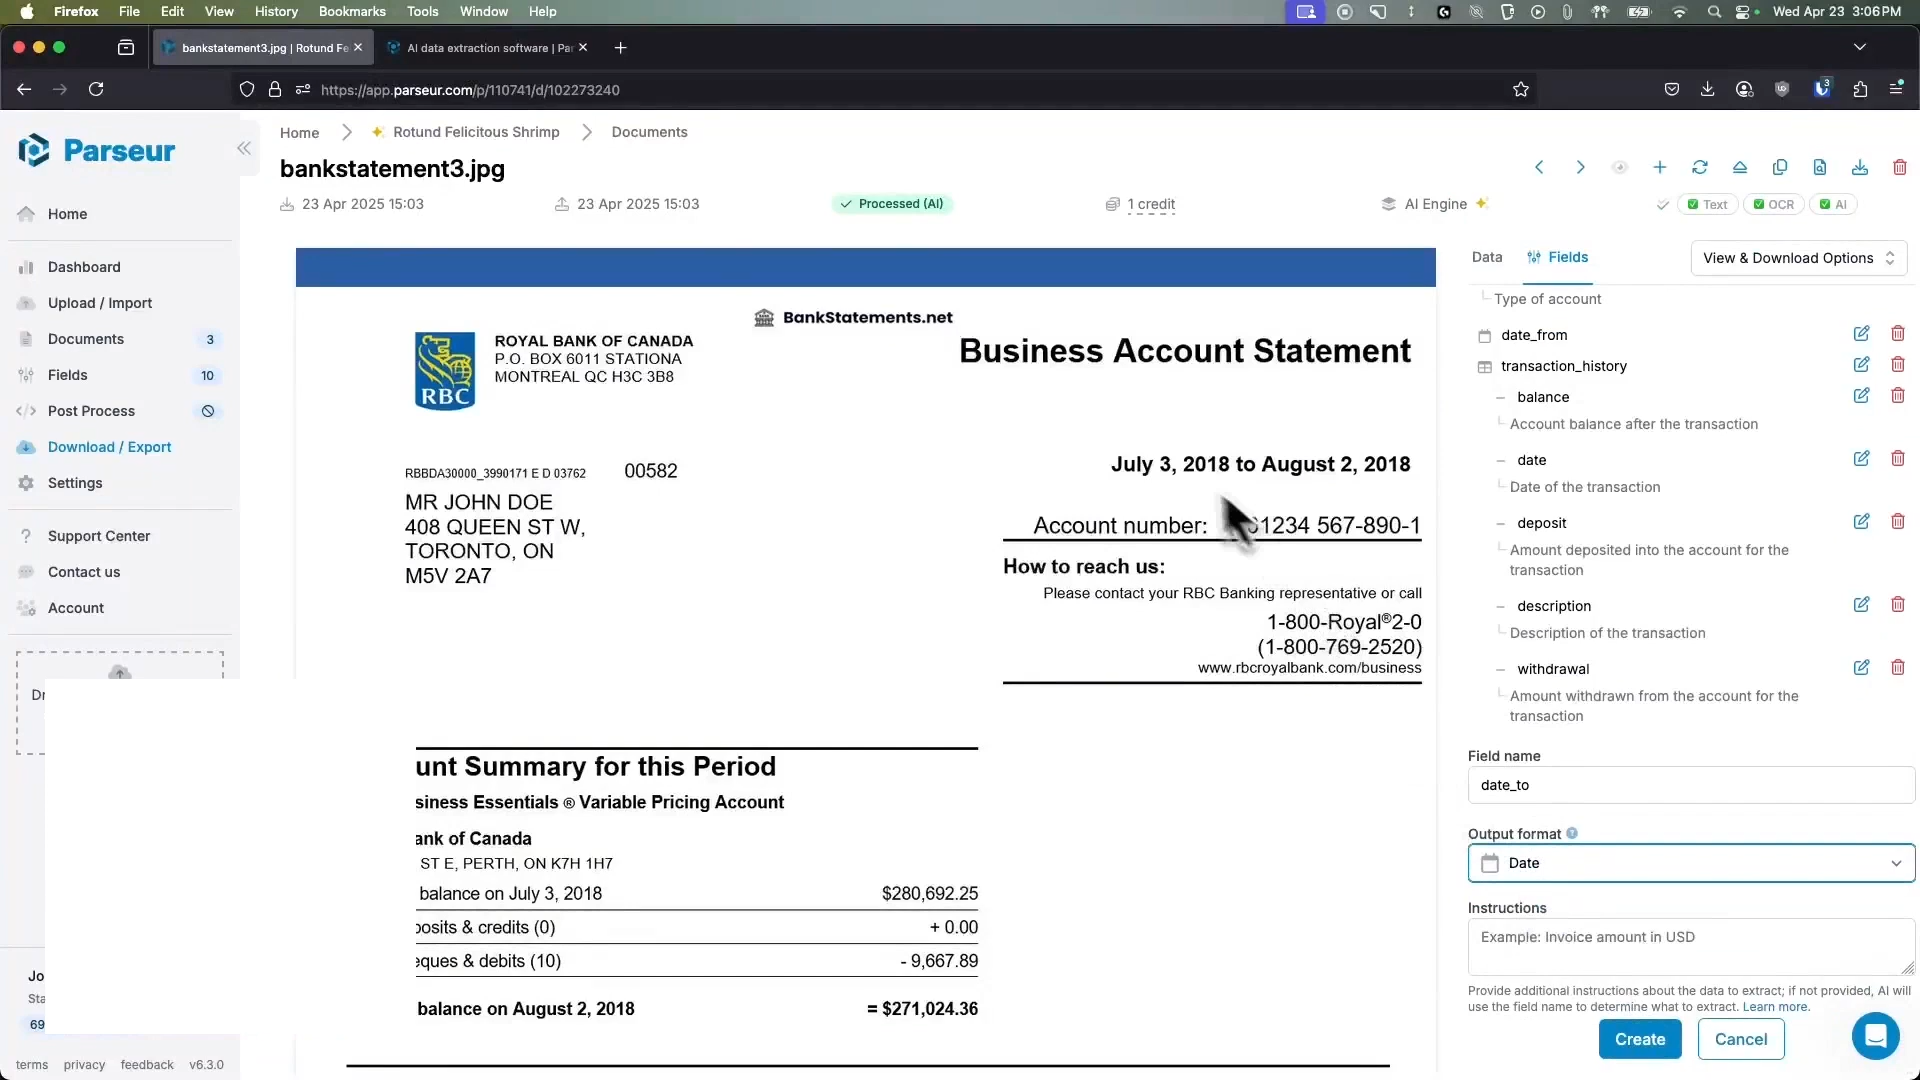 Firefox File Edit View History Bookmarks Tools Window Help
Wed Apr 23 3:06 PM
bankstatement3.jpg | Rotund Fe
AI data extraction software | Par
https://app.parseur.com/p/110741/d/102273240
3
Parseur
Home
Dashboard
Upload / Import
Documents 3
Fields 10
Post Process
Download / Export
Settings
Support Center
Contact us
Account
Dr
Jo
Sta
69
terms privacy feedback v6.3.0
Home Rotund Felicitous Shrimp Documents
bankstatement3.jpg
23 Apr 2025 15:03
23 Apr 2025 15:03
Processed (AI)
1 credit
AI Engine
Text OCR AI
BankStatements.net
RBC
ROYAL BANK OF CANADA
P.O. BOX 6011 STATIONA
MONTREAL QC H3C 3B8
Business Account Statement
July 3, 2018 to August 2, 2018
RBBDA30000_3990171 E D 03762 00582
MR JOHN DOE
408 QUEEN ST W,
TORONTO, ON
M5V 2A7
Account number: 1234 567-890-1
How to reach us:
Please contact your RBC Banking representative or call
1-800-Royal®2-0
(1-800-769-2520)
www.rbcroyalbank.com/business
unt Summary for this Period
siness Essentials ® Variable Pricing Account
ank of Canada
ST E, PERTH, ON K7H 1H7
balance on July 3, 2018 $280,692.25
posits & credits (0) + 0.00
eques & debits (10) - 9,667.89
balance on August 2, 2018 = $271,024.36
Data Fields
View & Download Options
Type of account
date_from
transaction_history
balance
Account balance after the transaction
date
Date of the transaction
deposit
Amount deposited into the account for the
transaction
description
Description of the transaction
withdrawal
Amount withdrawn from the account for the
transaction
Field name
date_to
Output format
Date
Instructions
Example: Invoice amount in USD
Provide additional instructions about the data to extract; if not provided, AI will
use the field name to determine what to extract. Learn more.
Create Cancel